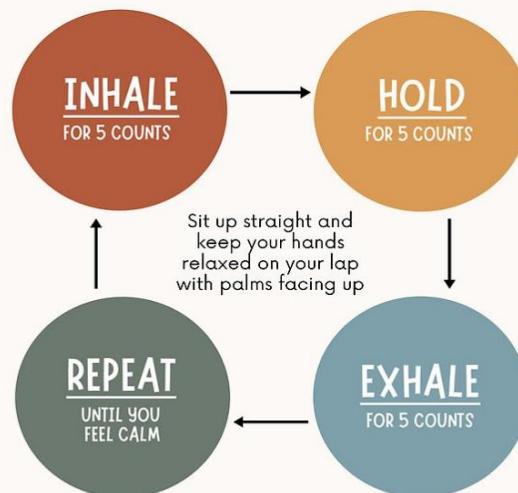 INHALE
FOR 5 COUNTS
HOLD
FOR 5 COUNTS
Sit up straight and
keep your hands
relaxed on your lap
with palms facing up
EXHALE
FOR 5 COUNTS
REPEAT
UNTIL YOU
FEEL CALM